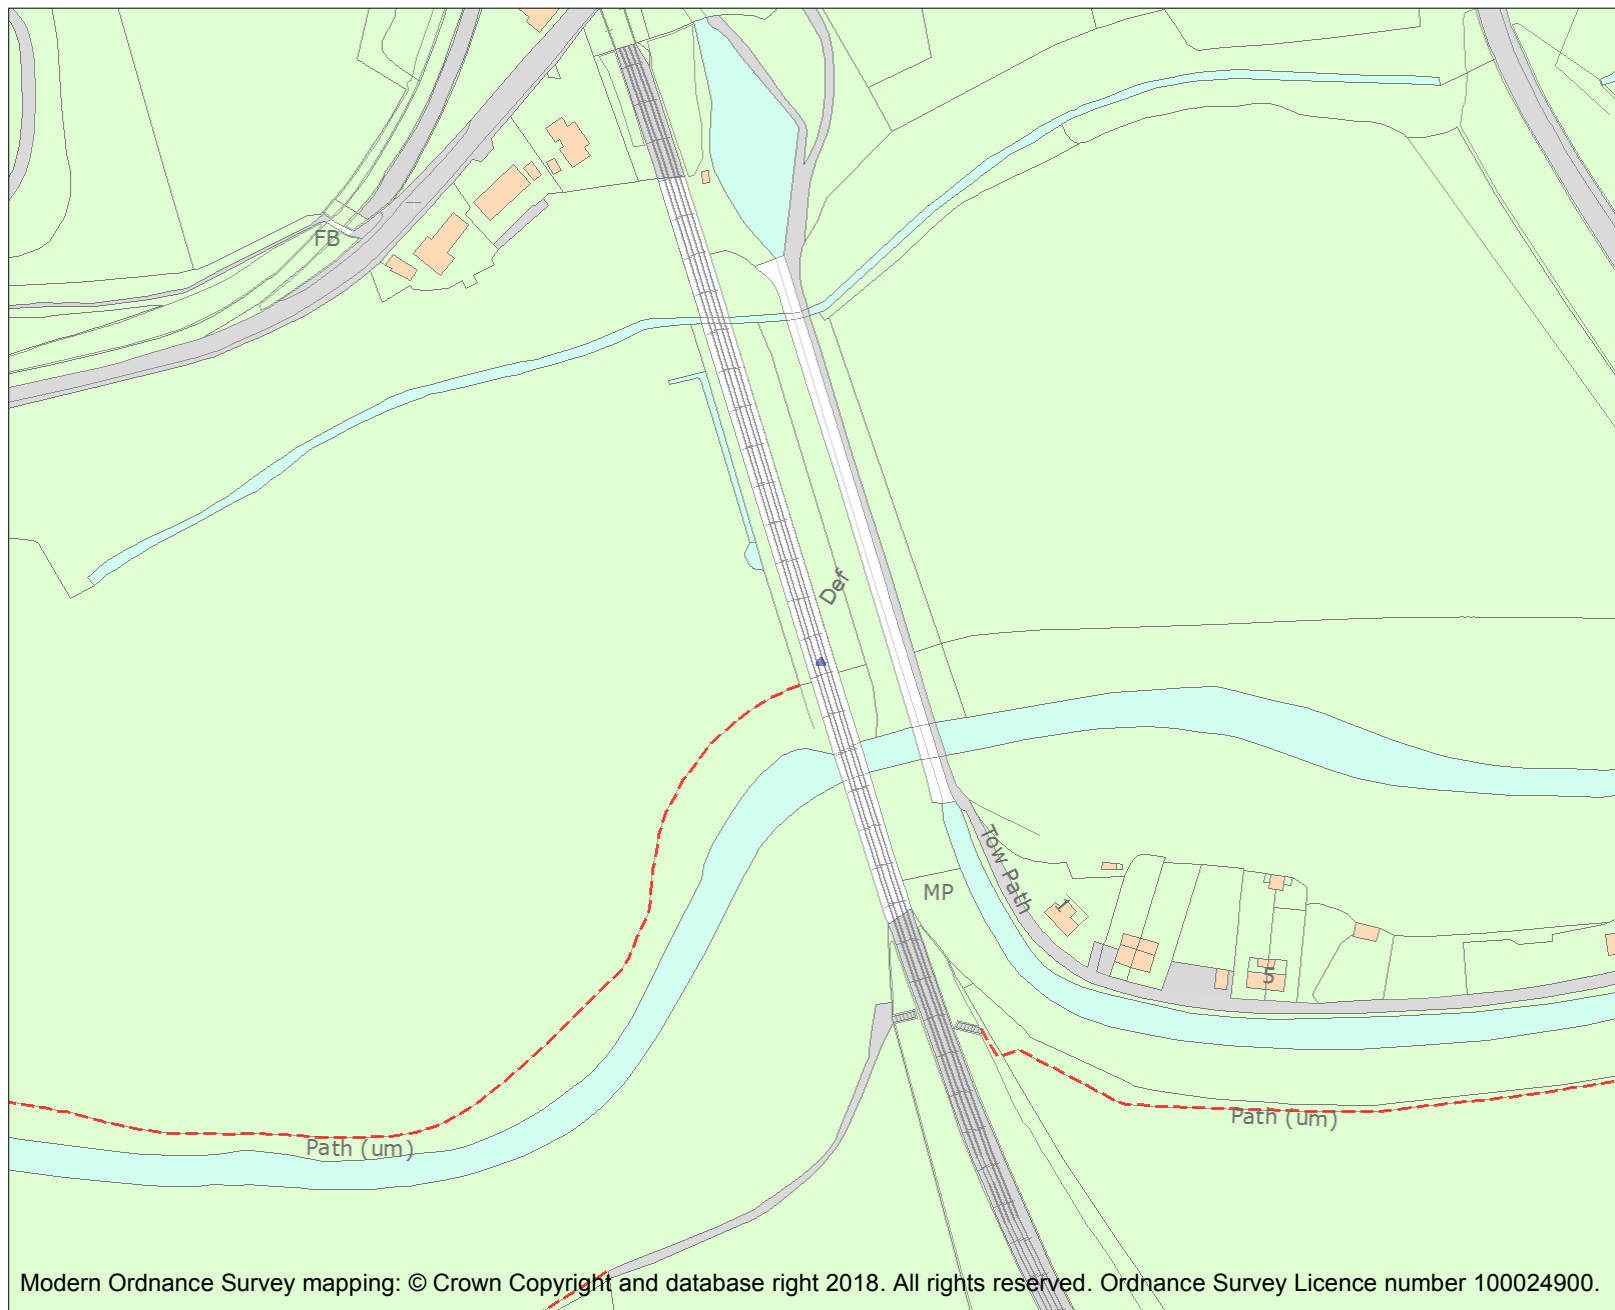 FB
Def
Tow Path
MP
1
5
Path (um)
Path (um)
Modern Ordnance Survey mapping: © Crown Copyright and database right 2018. All rights reserved. Ordnance Survey Licence number 100024900.